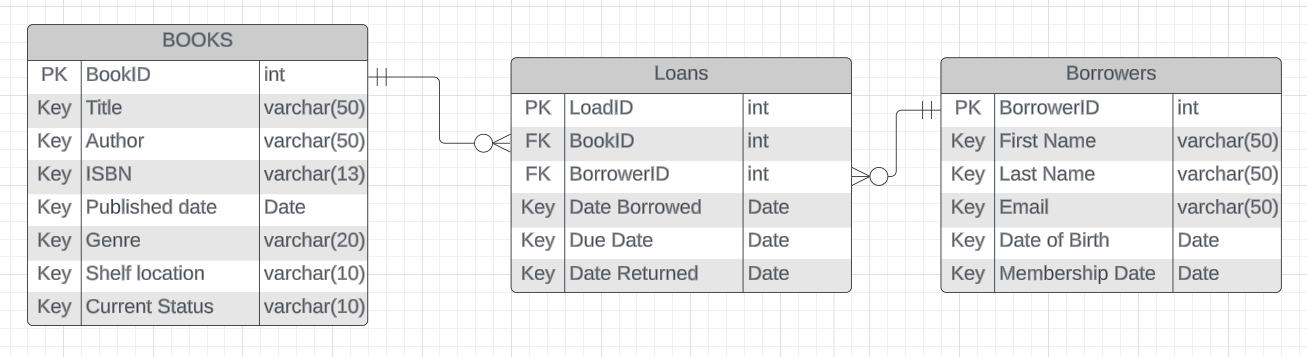 BOOKS
PK BookID int
Key Title varchar(50)
Key Author varchar(50)
Key ISBN varchar(13)
Key Published date Date
Key Genre varchar(20)
Key Shelf location varchar(10)
Key Current Status varchar(10)
Loans
PK LoadID int
FK BookID int
FK BorrowerID int
Key Date Borrowed Date
Key Due Date Date
Key Date Returned Date
Borrowers
PK BorrowerID int
Key First Name varchar(50)
Key Last Name varchar(50)
Key Email varchar(50)
Key Date of Birth Date
Key Membership Date Date